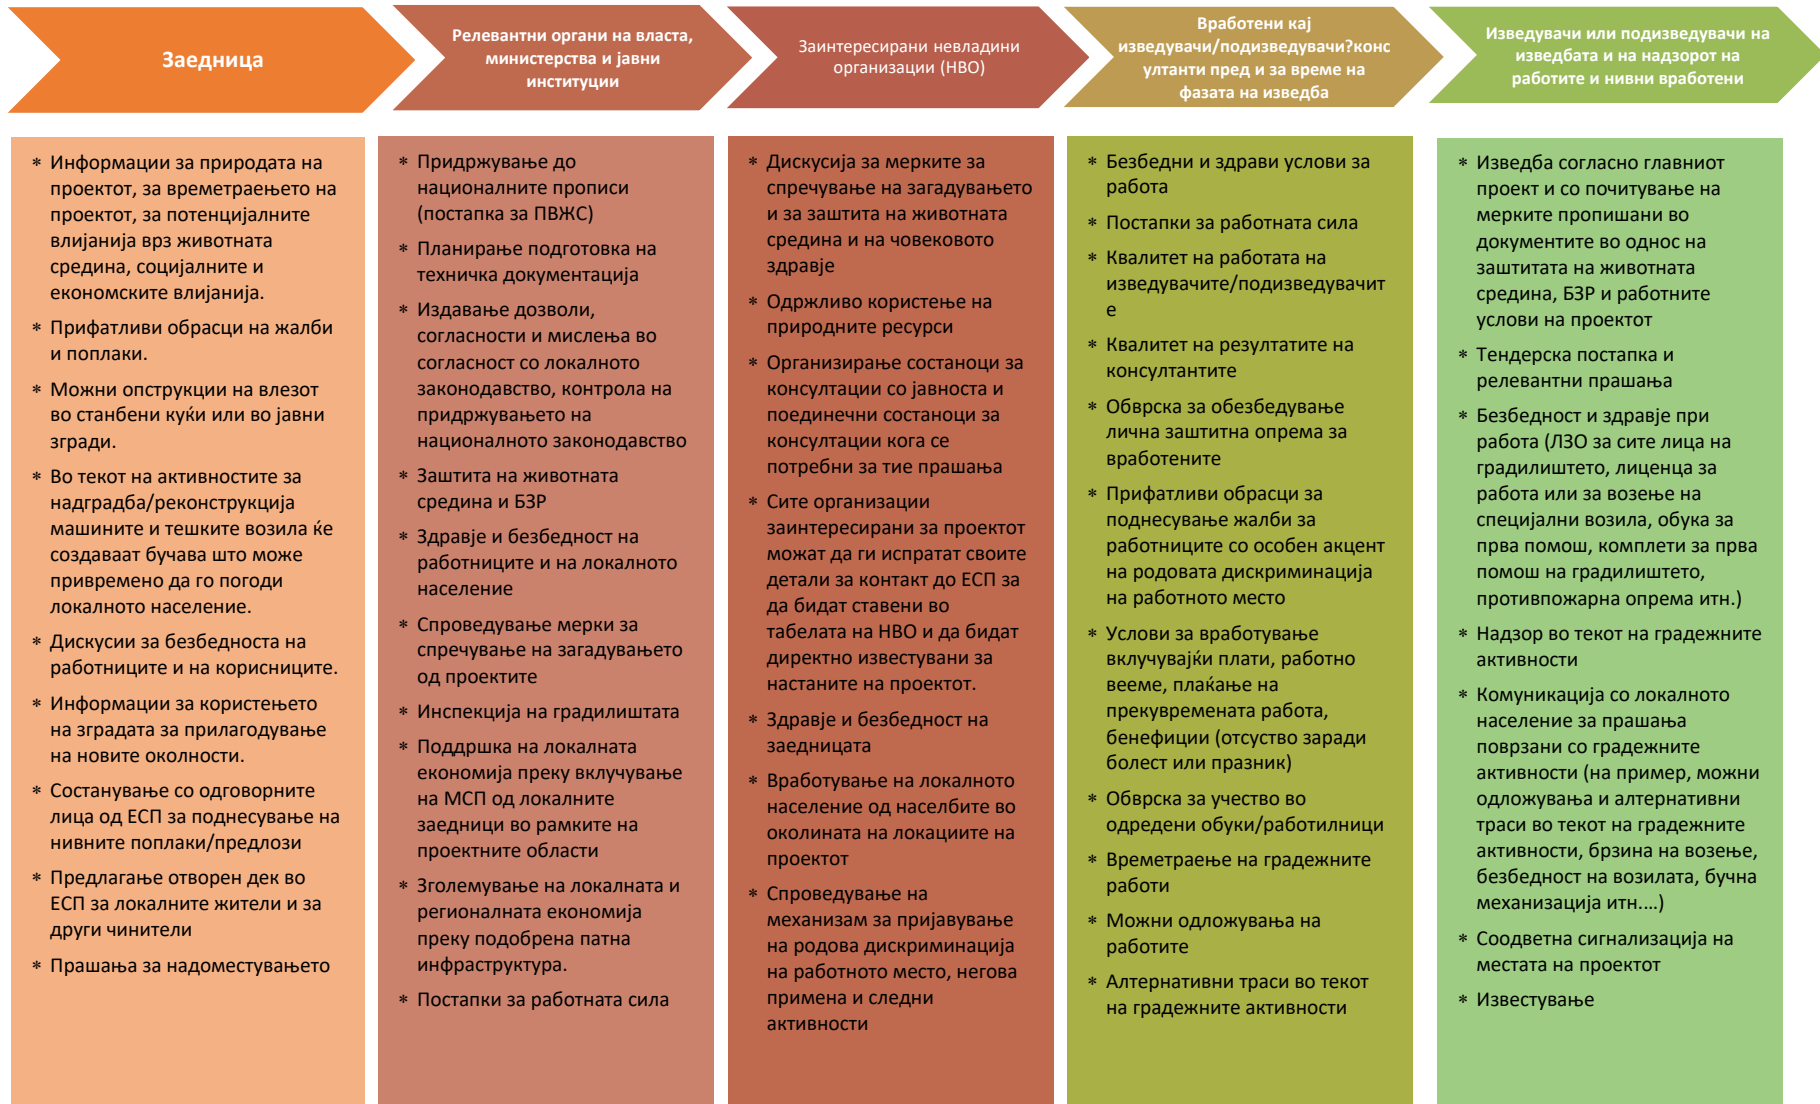 Заедница
Релевантни органи на власта,
министерства и јавни
институции
Заинтересирани невладини
организации (НВО)
Вработени кај
изведувачи/подизведувачи?конс
ултанти пред и за време на
фазата на изведба
Изведувачи или подизведувачи на
изведбата и на надзорот на
работите и нивни вработени
* Информации за природата на
проектот, за времетраењето на
проектот, за потенцијалните
влијанија врз животната
средина, социјалните и
економските влијанија.
* Прифатливи обрасци на жалби
и поплаки.
* Можни опструкции на влезот
во станбени куќи или во јавни
згради.
* Во текот на активностите за
надградба/реконструкција
машините и тешките возила ќе
создаваат бучава што може
привремено да го погоди
локалното население.
* Дискусии за безбедноста на
работниците и на корисниците.
* Информации за користењето
на зградата за прилагодување
на новите околности.
* Состанување со одговорните
лица од ЕСП за поднесување на
нивните поплаки/предлози
* Предлагање отворен дек во
ЕСП за локалните жители и за
други чинители
* Прашања за надоместувањето
* Придржување до
националните прописи
(постапка за ПВЖС)
* Планирање подготовка на
техничка документација
* Издавање дозволи,
согласности и мислења во
согласност со локалното
законодавство, контрола на
придржувањето на
националното законодавство
* Заштита на животната
средина и БЗР
* Здравје и безбедност на
работниците и на локалното
население
* Спроведување мерки за
спречување на загадувањето
од проектите
* Инспекција на градилиштата
* Поддршка на локалната
економија преку вклучување
на МСП од локалните
заедници во рамките на
проектните области
* Зголемување на локалната и
регионалната економија
преку подобрена патна
инфраструктура.
* Постапки за работната сила
* Дискусија за мерките за
спречување на загадувањето
и за заштита на животната
средина и на човековото
здравје
* Одржливо користење на
природните ресурси
* Организирање состаноци за
консултации со јавноста и
поединечни состаноци за
консултации кога се
потребни за тие прашања
* Сите организации
заинтересирани за проектот
можат да ги испратат своите
детали за контакт до ЕСП за
да бидат ставени во
табелата на НВО и да бидат
директно известувани за
настаните на проектот.
* Здравје и безбедност на
заедницата
* Вработување на локалното
население од населбите во
околината на локациите на
проектот
* Спроведување на
механизам за пријавување
на родова дискриминација
на работното место, негова
примена и следни
активности
* Безбедни и здрави услови за
работа
* Постапки за работната сила
* Квалитет на работата на
изведувачите/подизведувачит
е
* Квалитет на резултатите на
консултантите
* Обврска за обезбедување
лична заштитна опрема за
вработените
* Прифатливи обрасци за
поднесување жалби за
работниците со особен акцент
на родовата дискриминација
на работното место
* Услови за вработување
вклучувајќи плати, работно
вееме, плаќање на
прекувремената работа,
бенефиции (отсуство заради
болест или празник)
* Обврска за учество во
одредени обуки/работилници
* Времетраење на градежните
работи
* Можни одложувања на
работите
* Алтернативни траси во текот
на градежните активности
* Изведба согласно главниот
проект и со почитување на
мерките пропишани во
документите во однос на
заштитата на животната
средина, БЗР и работните
услови на проектот
* Тендерска постапка и
релевантни прашања
* Безбедност и здравје при
работа (ЛЗО за сите лица на
градилиштето, лиценца за
работа или за возење на
специјални возила, обука за
прва помош, комплети за прва
помош на градилиштето,
противпожарна опрема итн.)
* Надзор во текот на градежните
активности
* Комуникација со локалното
население за прашања
поврзани со градежните
активности (на пример, можни
одложувања и алтернативни
траси во текот на градежните
активности, брзина на возење,
безбедност на возилата, бучна
механизација итн....)
* Соодветна сигнализација на
местата на проектот
* Известување